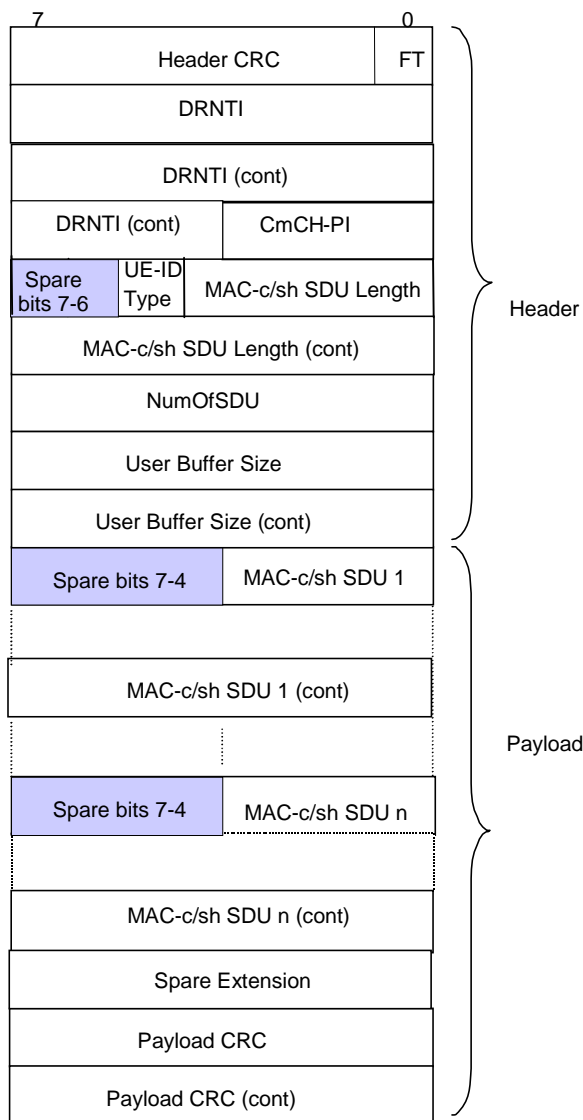 7 0
Header CRC FT
DRNTI
DRNTI (cont)
DRNTI (cont) CmCH-PI
Spare bits 7-6 UE-ID Type MAC-c/sh SDU Length
Header
MAC-c/sh SDU Length (cont)
NumOfSDU
User Buffer Size
User Buffer Size (cont)
Spare bits 7-4 MAC-c/sh SDU 1
MAC-c/sh SDU 1 (cont)
Payload
Spare bits 7-4 MAC-c/sh SDU n
MAC-c/sh SDU n (cont)
Spare Extension
Payload CRC
Payload CRC (cont)